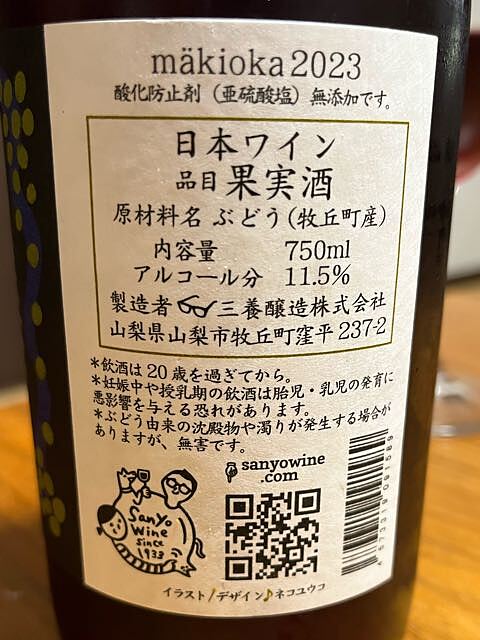 mäkioka 2023
酸化防止剤（亜硫酸塩）無添加です。
日本ワイン
品目 果実酒
原材料名 ぶどう（牧丘町産）
内容量 750ml
アルコール分 11.5%
製造者 三養醸造株式会社
山梨県山梨市牧丘町窪平 237-2
*飲酒は 20 歳を過ぎてから。
*妊娠中や授乳期の飲酒は胎児・乳児の発育に
悪影響を与える恐れがあります。
*ぶどう由来の沈殿物や濁りが発生する場合が
ありますが、無害です。
sanyowine
.com
Sanyo
Wine
since
1933
イラスト/デザイン♪ネコユウコ